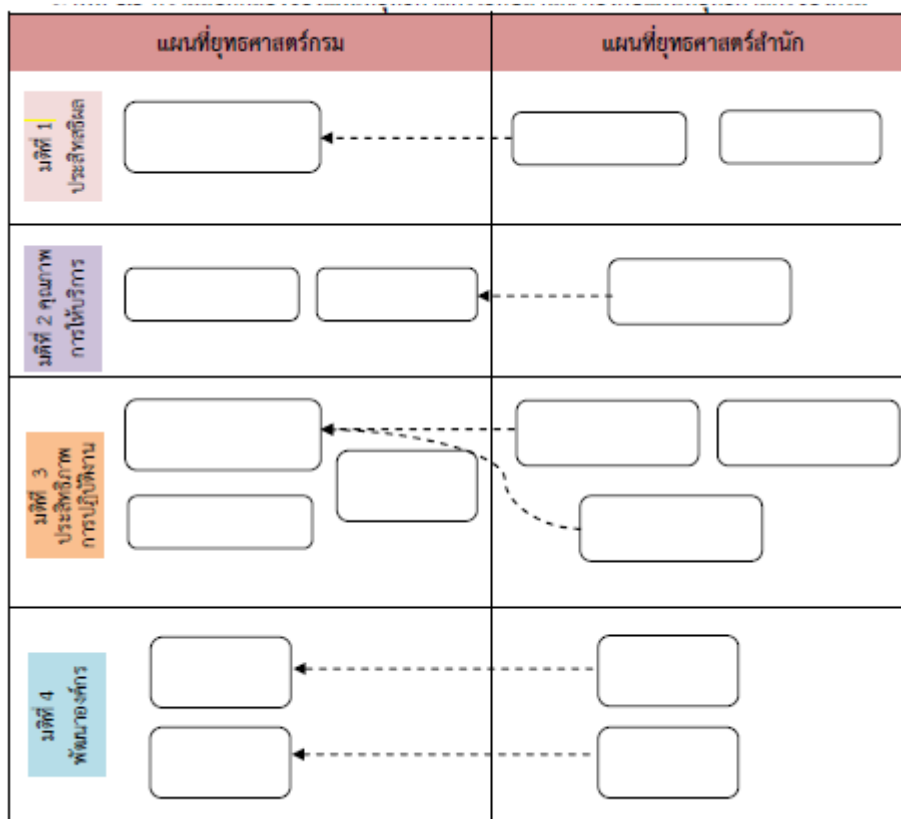 แผนที่ยุทธศาสตร์กรม
แผนที่ยุทธศาสตร์สำนัก
มิติที่ 1
ประสิทธิผล
มิติที่ 2 คุณภาพ
การให้บริการ
มิติที่ 3
ประสิทธิภาพ
การปฏิบัติงาน
มิติที่ 4
พัฒนาองค์กร